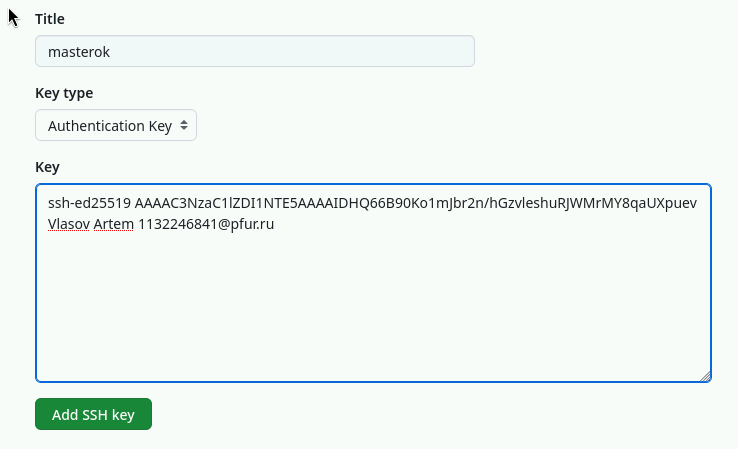 Title
masterok
Key type
Authentication Key
Key
ssh-ed25519 AAAAC3NzaC1lZDI1NTE5AAAAIDHQ66B90Ko1mJbr2n/hGzvleshuRJWMrMY8qaUXpuev
Vlasov Artem 1132246841@pfur.ru
Add SSH key